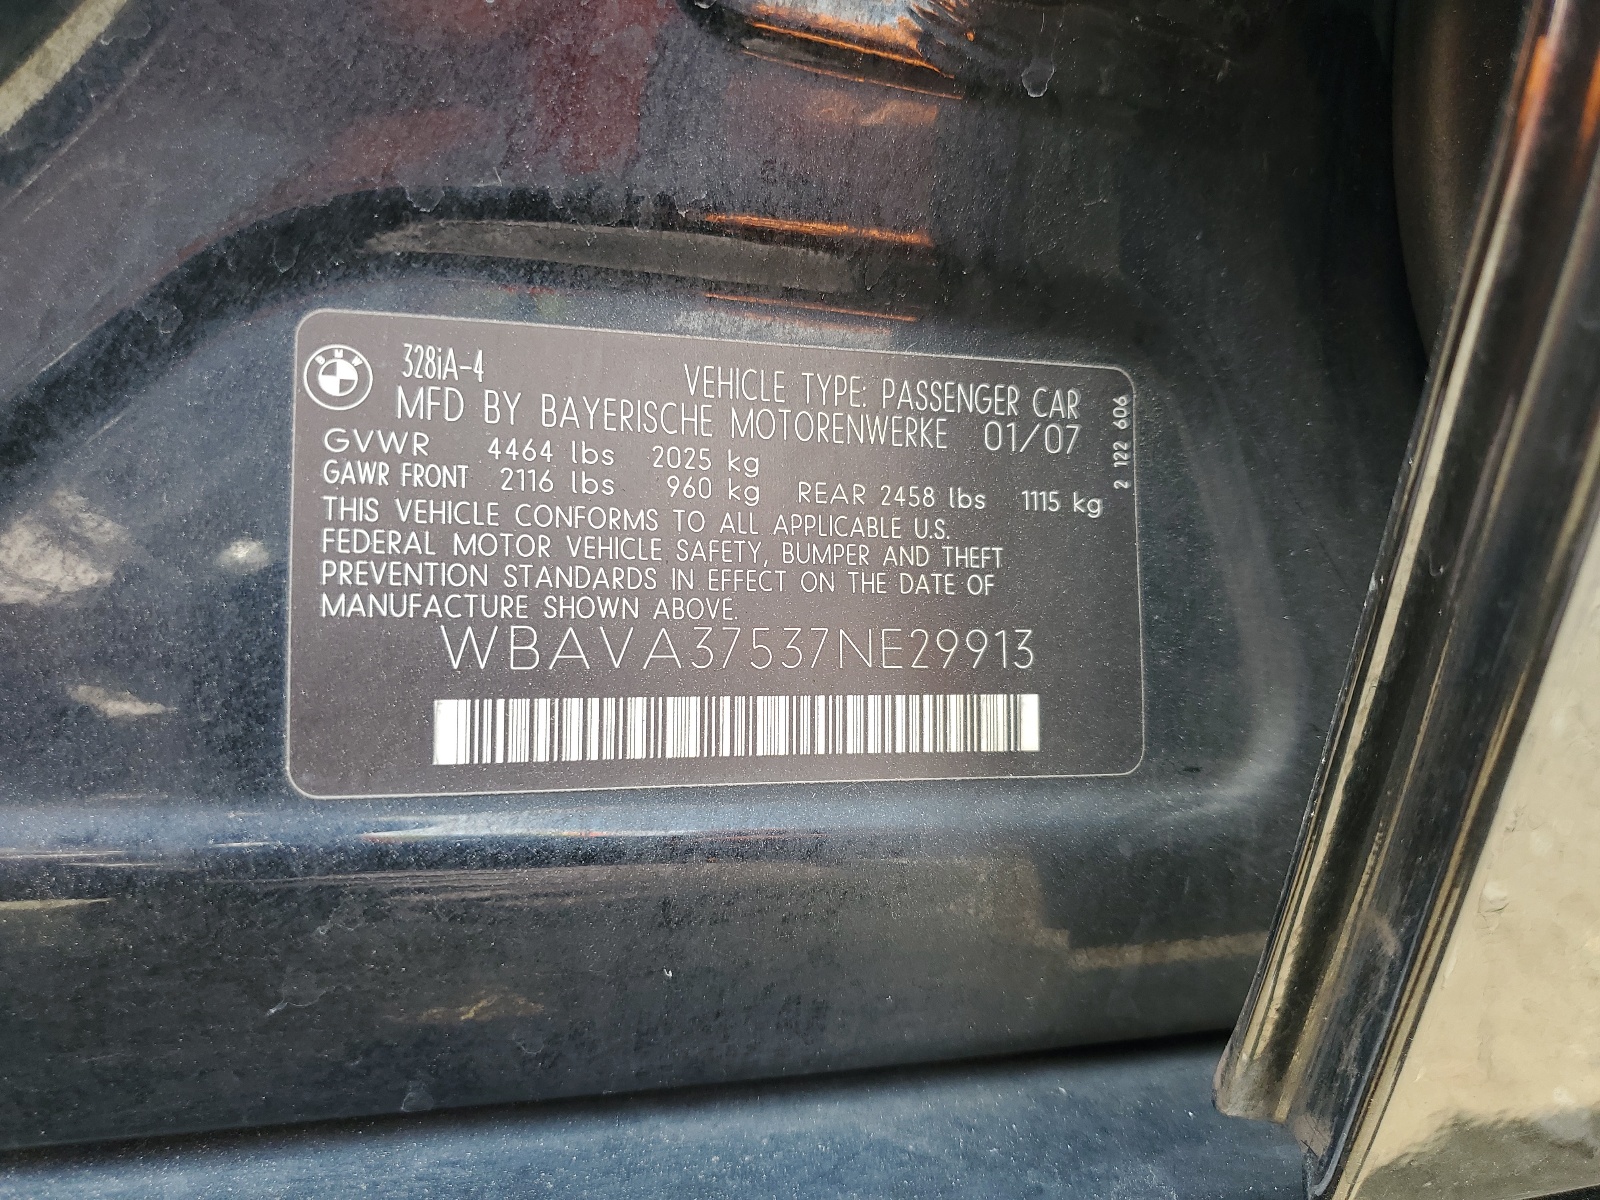 BMW
328iA-4
VEHICLE TYPE: PASSENGER CAR
MFD BY BAYERISCHE MOTORENWERKE 01/07
GVWR 4464 lbs 2025 kg
GAWR FRONT 2116 lbs 960 kg REAR 2458 lbs 1115 kg
THIS VEHICLE CONFORMS TO ALL APPLICABLE U.S.
FEDERAL MOTOR VEHICLE SAFETY, BUMPER AND THEFT
PREVENTION STANDARDS IN EFFECT ON THE DATE OF
MANUFACTURE SHOWN ABOVE.
WBAVA37537NE29913
2 122 606